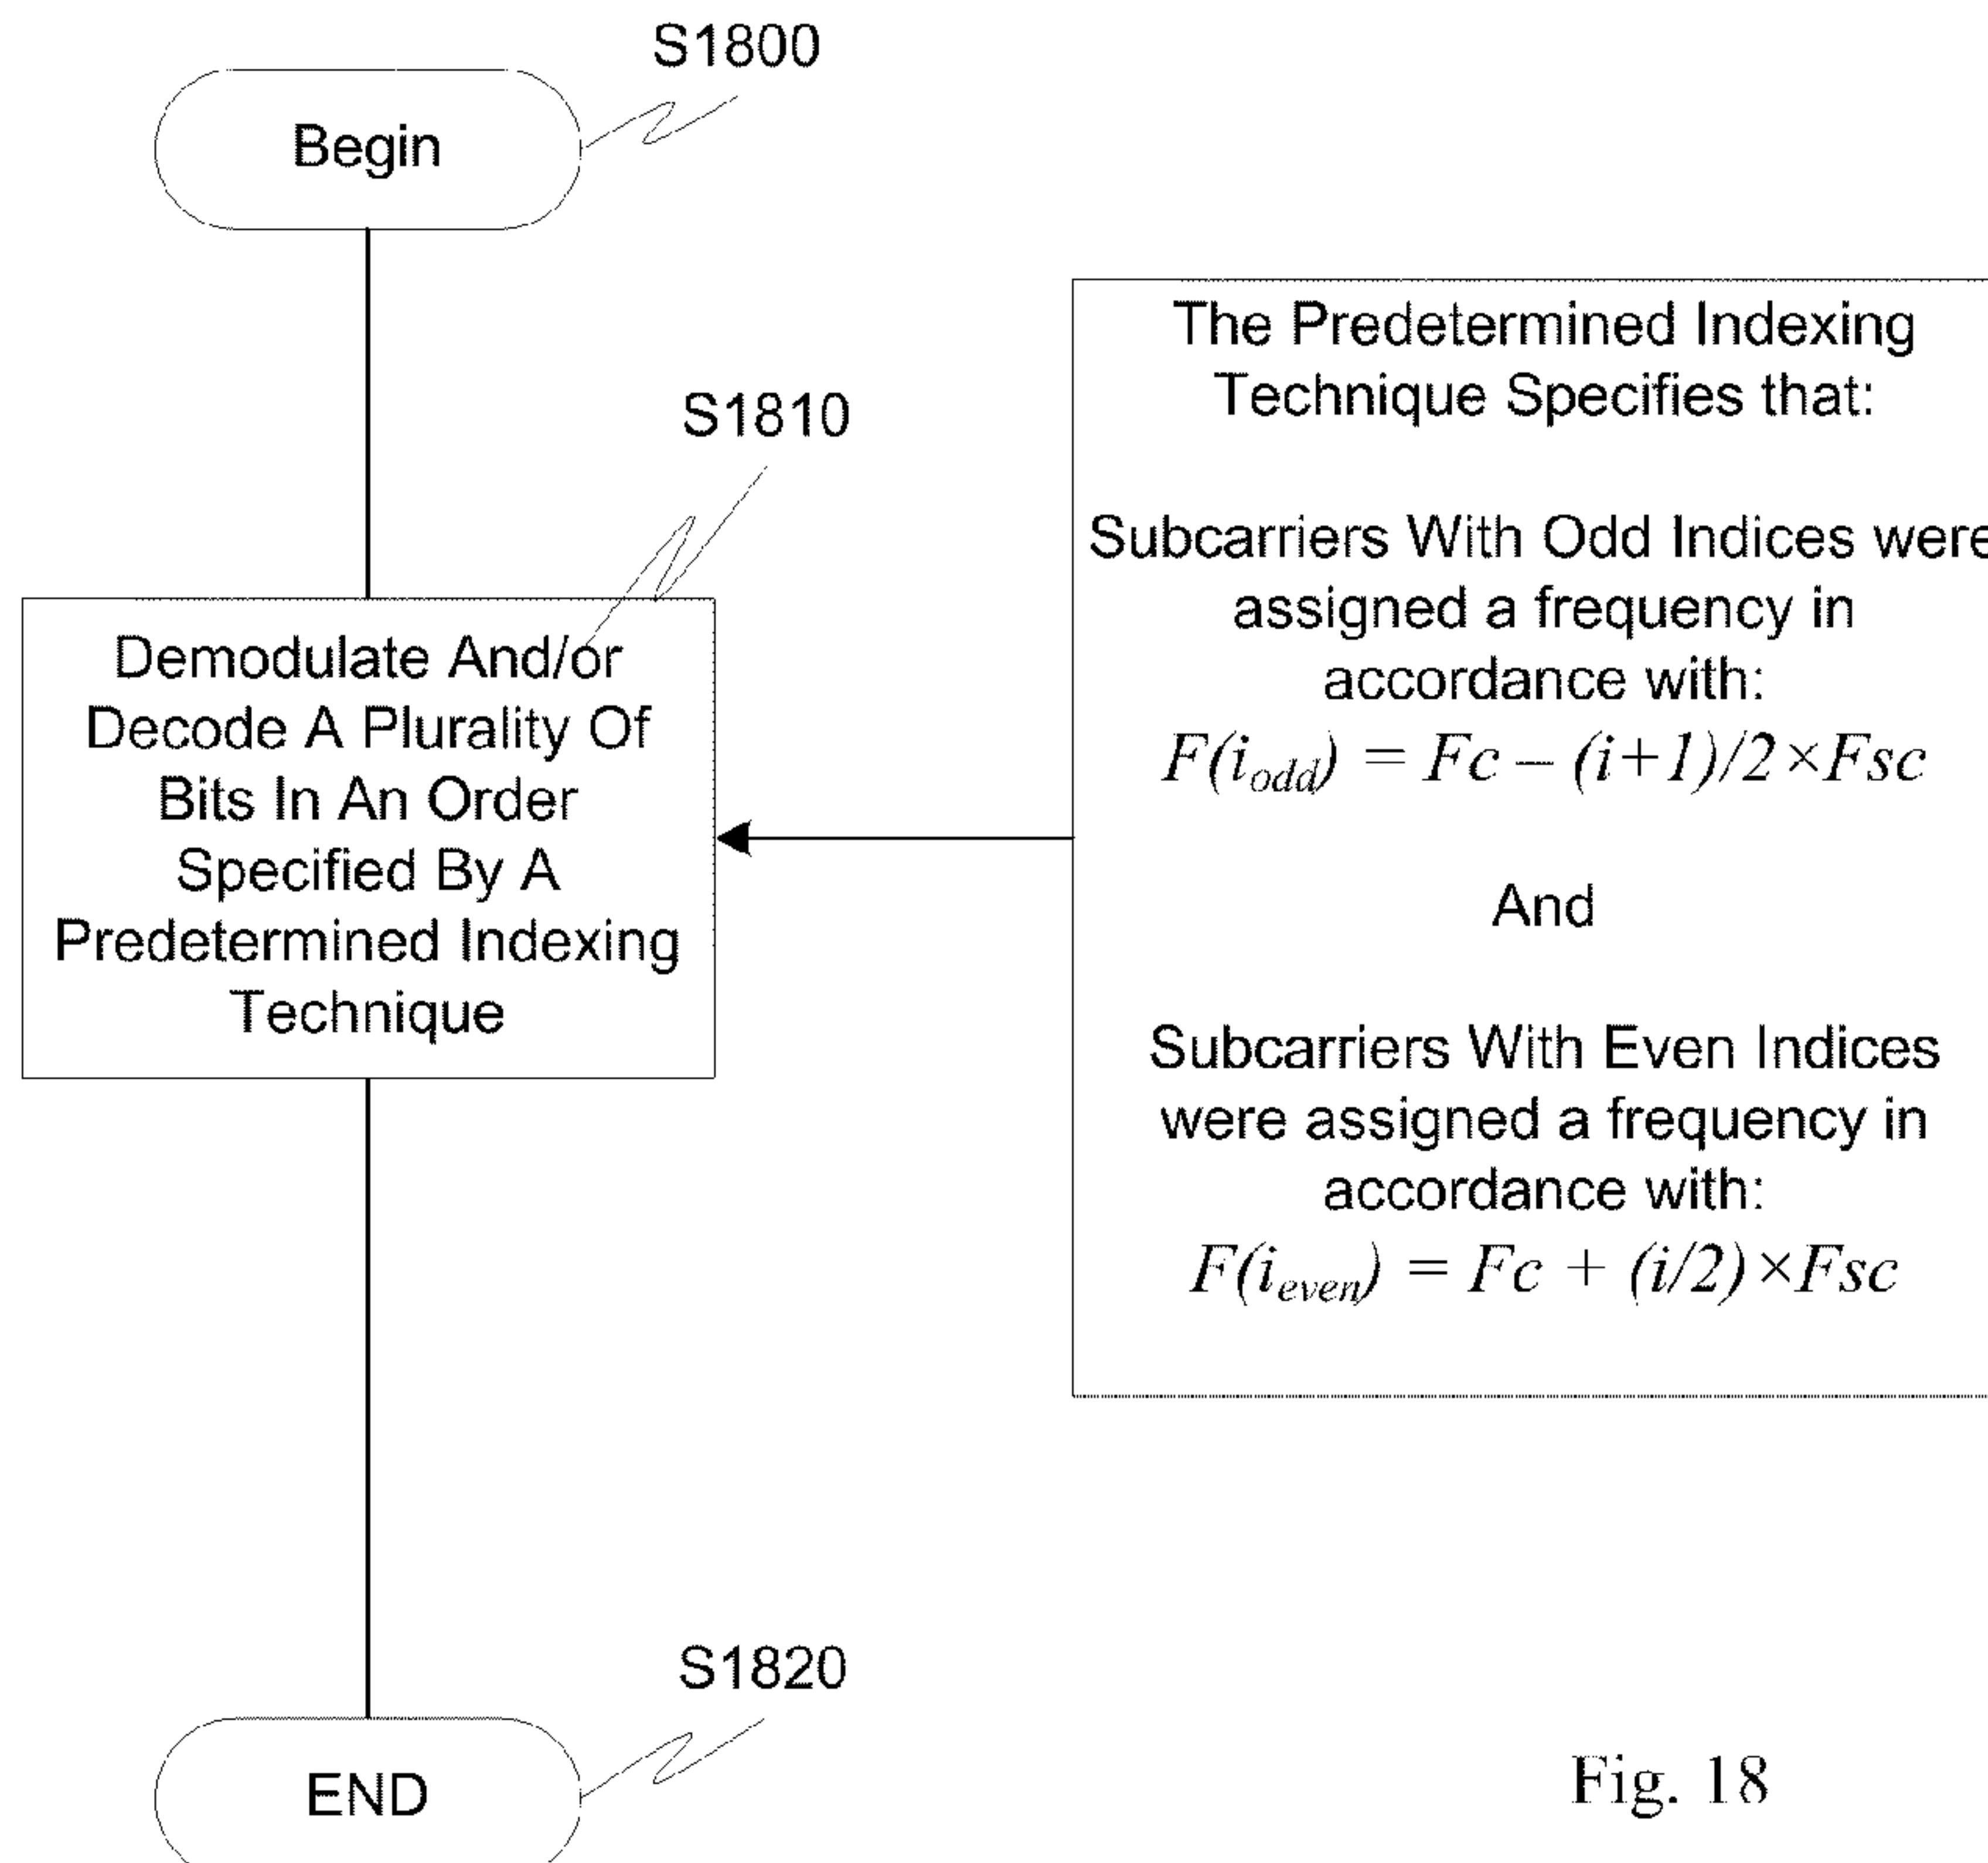 S1800
Begin
S1810
Demodulate And/or
Decode A Plurality Of
Bits In An Order
Specified By A
Predetermined Indexing
Technique
The Predetermined Indexing
Technique Specifies that:
Subcarriers With Odd Indices were
assigned a frequency in
accordance with:
F(i_odd) = Fc – (i+1)/2×Fsc
And
Subcarriers With Even Indices
were assigned a frequency in
accordance with:
F(i_even) = Fc + (i/2)×Fsc
S1820
END
Fig. 18